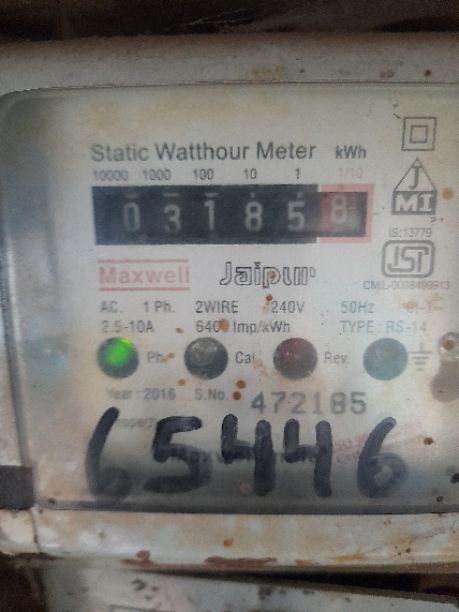 Static Watthour Meter kWh
10000 1000 100 10 1 1/10
0 3 1 8 5 8
J
MI
IS:13779
Maxwell Jaipur
ISI
AC. 1 Ph. 2WIRE 240V 50Hz
2.5-10A 640 Imp/kWh TYPE : RS-14
Ph. Cal Rev.
Year : 2016 S.No. 472185
65446